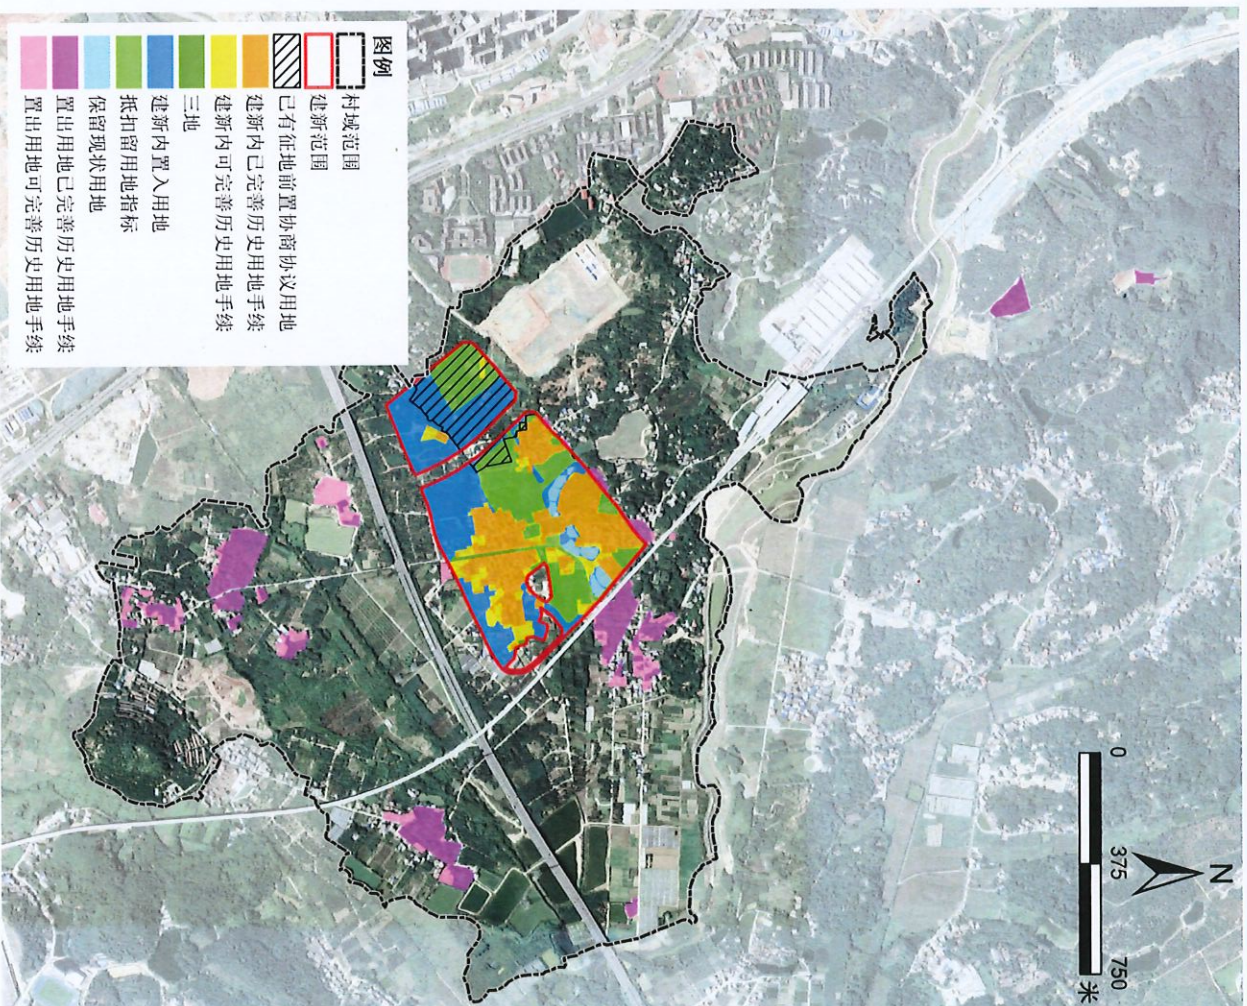 图例
村域范围
建新范围
已有征地前置协商协议用地
建新内已完善历史用地手续
建新内可完善历史用地手续
三地
建新内置入用地
抵扣留用地指标
保留现状用地
置出用地已完善历史用地手续
置出用地可完善历史用地手续
N
0 375 750
米